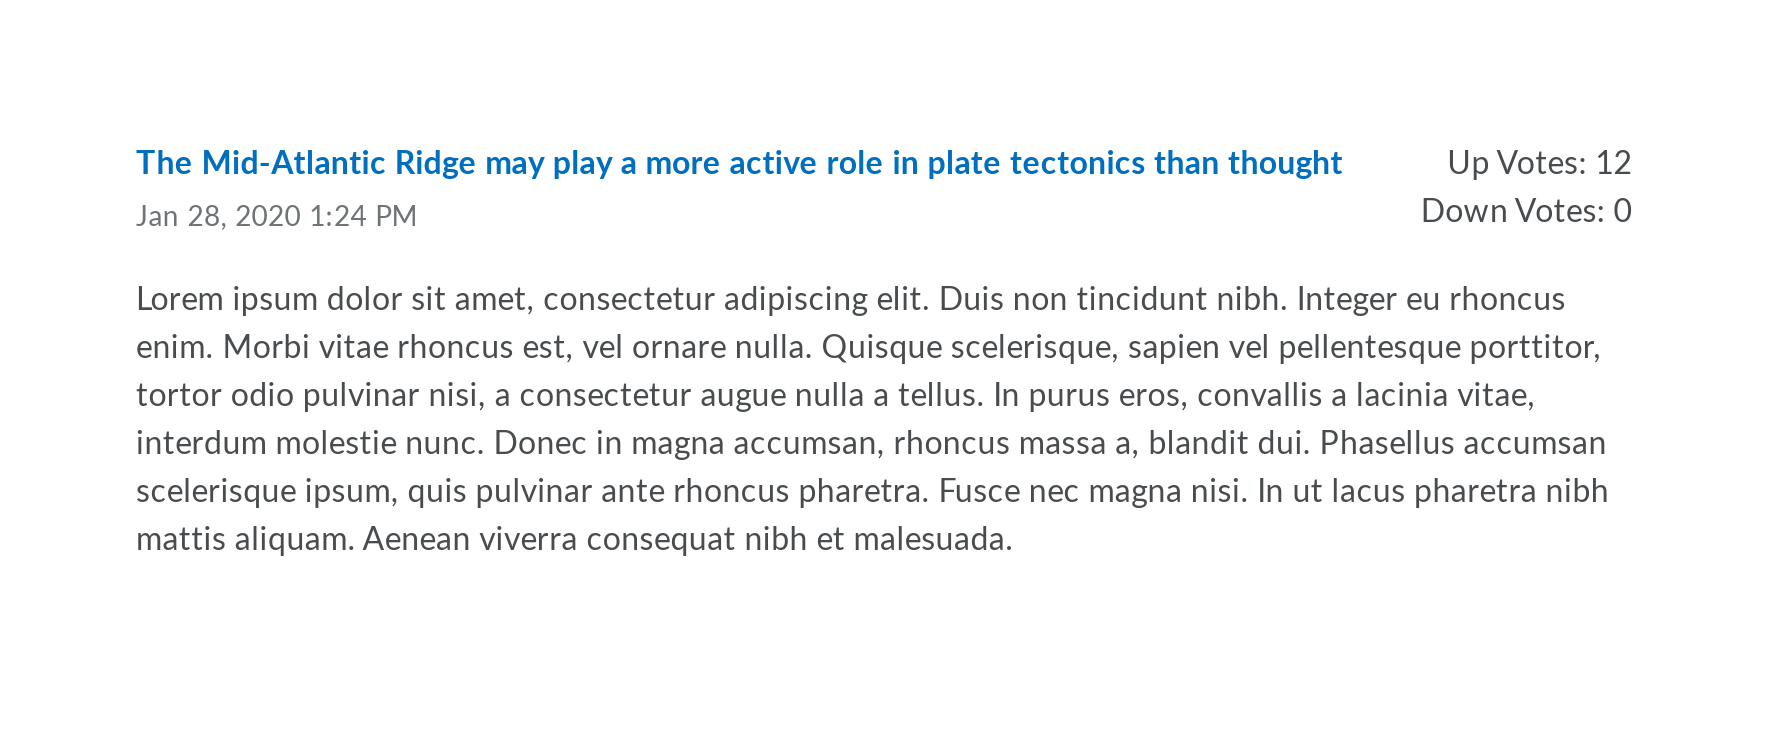 The Mid-Atlantic Ridge may play a more active role in plate tectonics than thought
Jan 28, 2020 1:24 PM
Up Votes: 12
Down Votes: 0
Lorem ipsum dolor sit amet, consectetur adipiscing elit. Duis non tincidunt nibh. Integer eu rhoncus
enim. Morbi vitae rhoncus est, vel ornare nulla. Quisque scelerisque, sapien vel pellentesque porttitor,
tortor odio pulvinar nisi, a consectetur augue nulla a tellus. In purus eros, convallis a lacinia vitae,
interdum molestie nunc. Donec in magna accumsan, rhoncus massa a, blandit dui. Phasellus accumsan
scelerisque ipsum, quis pulvinar ante rhoncus pharetra. Fusce nec magna nisi. In ut lacus pharetra nibh
mattis aliquam. Aenean viverra consequat nibh et malesuada.